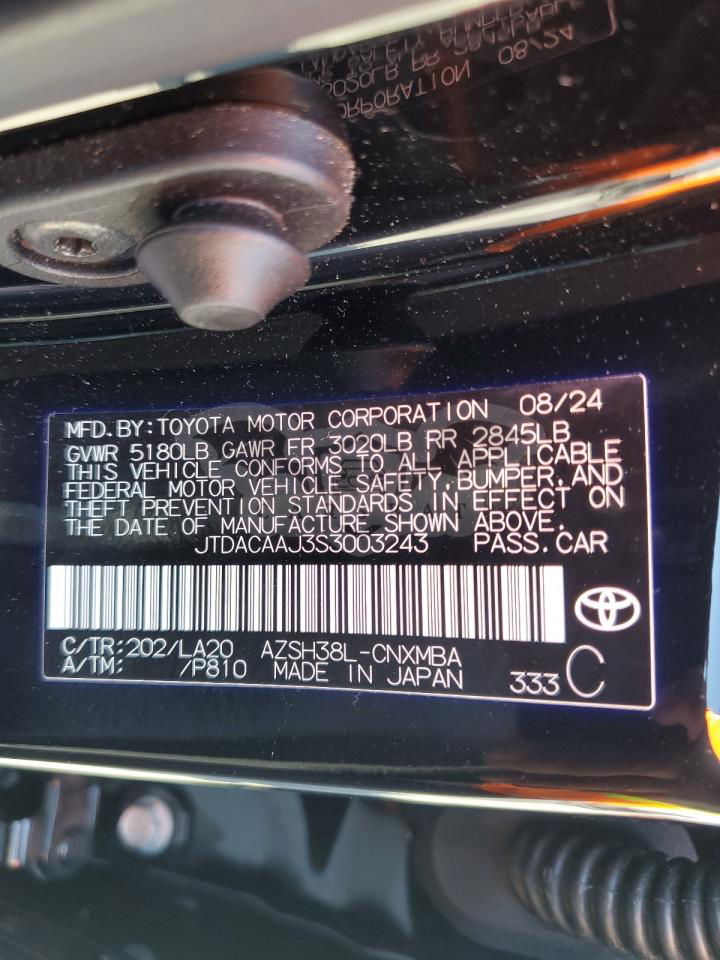 MFD.BY:TOYOTA MOTOR CORPORATION 08/24
GVWR 5180LB GAWR FR 3020LB RR 2845LB
THIS VEHICLE CONFORMS TO ALL APPLICABLE
FEDERAL MOTOR VEHICLE SAFETY,BUMPER,AND
THEFT PREVENTION STANDARDS IN EFFECT ON
THE DATE OF MANUFACTURE SHOWN ABOVE.
JTDACAAJ3S3003243 PASS.CAR
C/TR:202/LA20 AZSH38L-CNXMBA
A/TM: /P810 MADE IN JAPAN 333 C